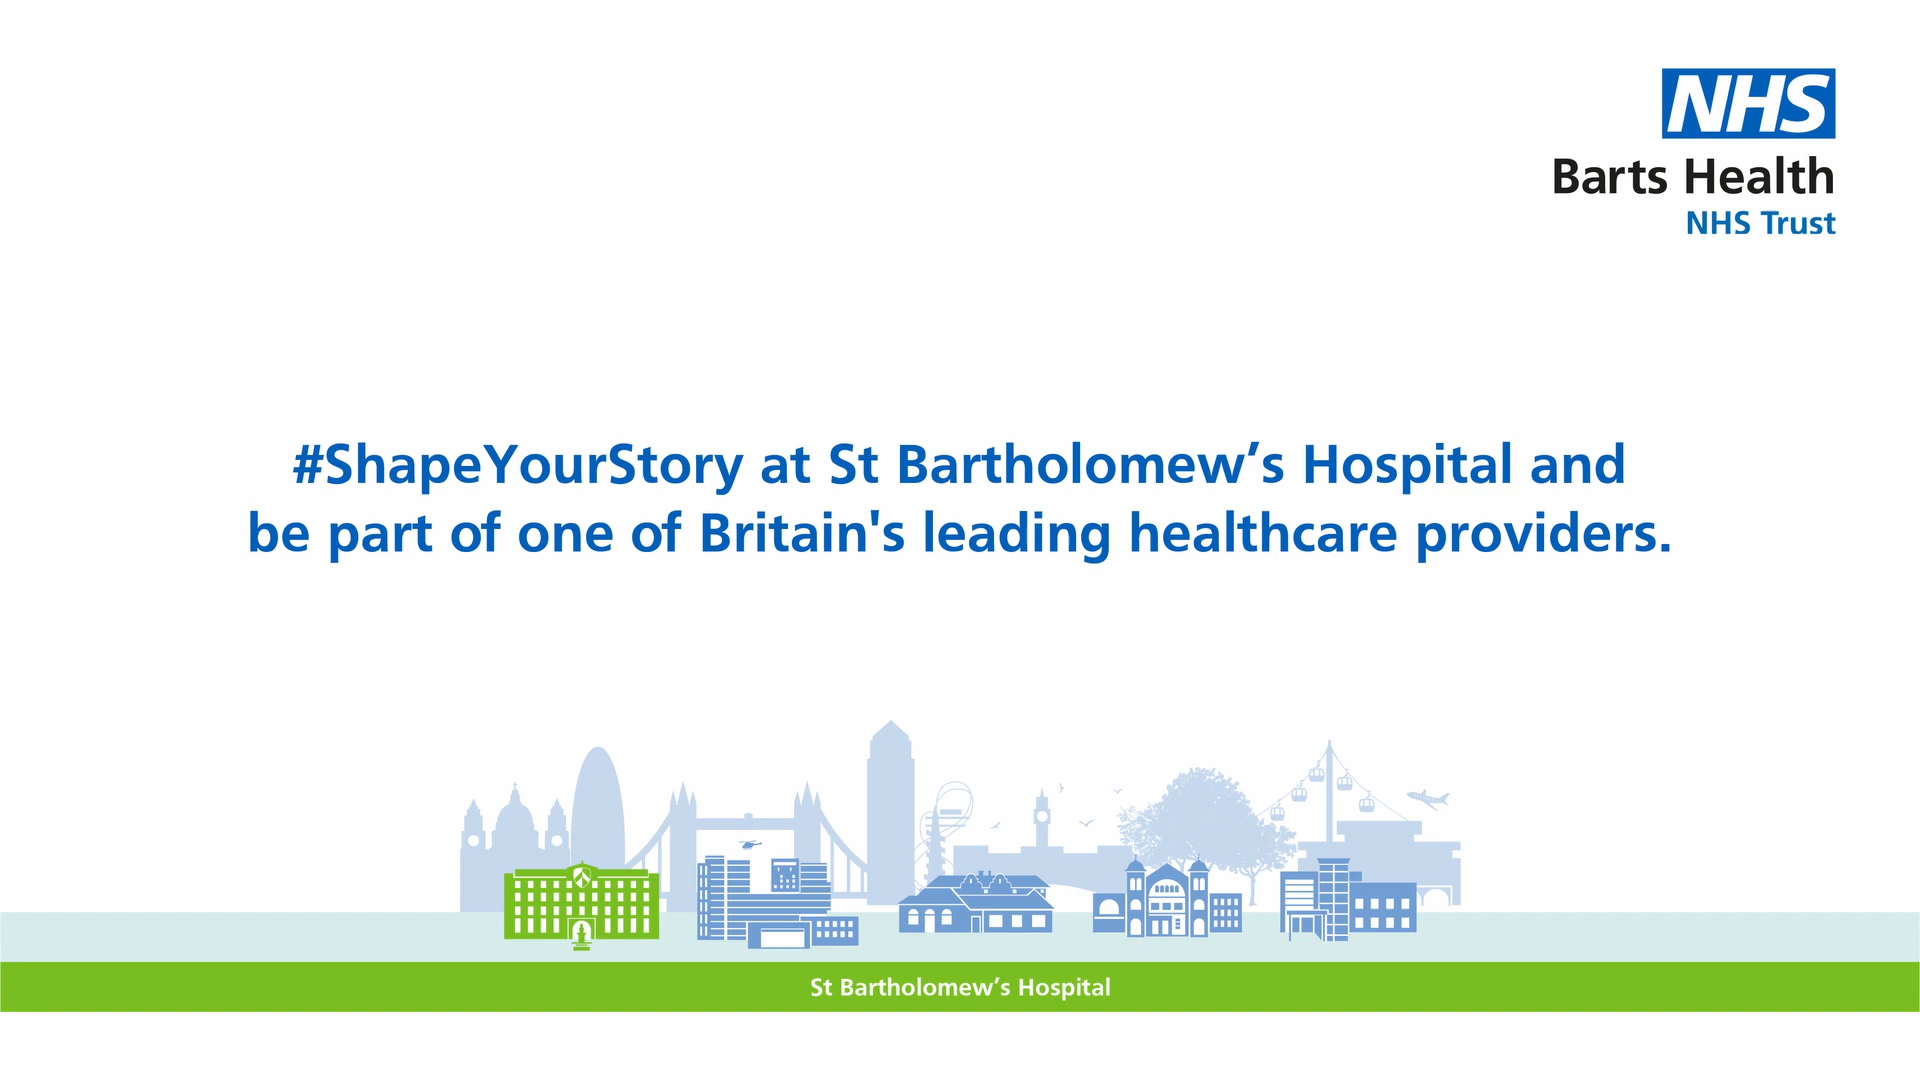 NHS
Barts Health
NHS Trust
#ShapeYourStory at St Bartholomew’s Hospital and
be part of one of Britain's leading healthcare providers.
St Bartholomew’s Hospital